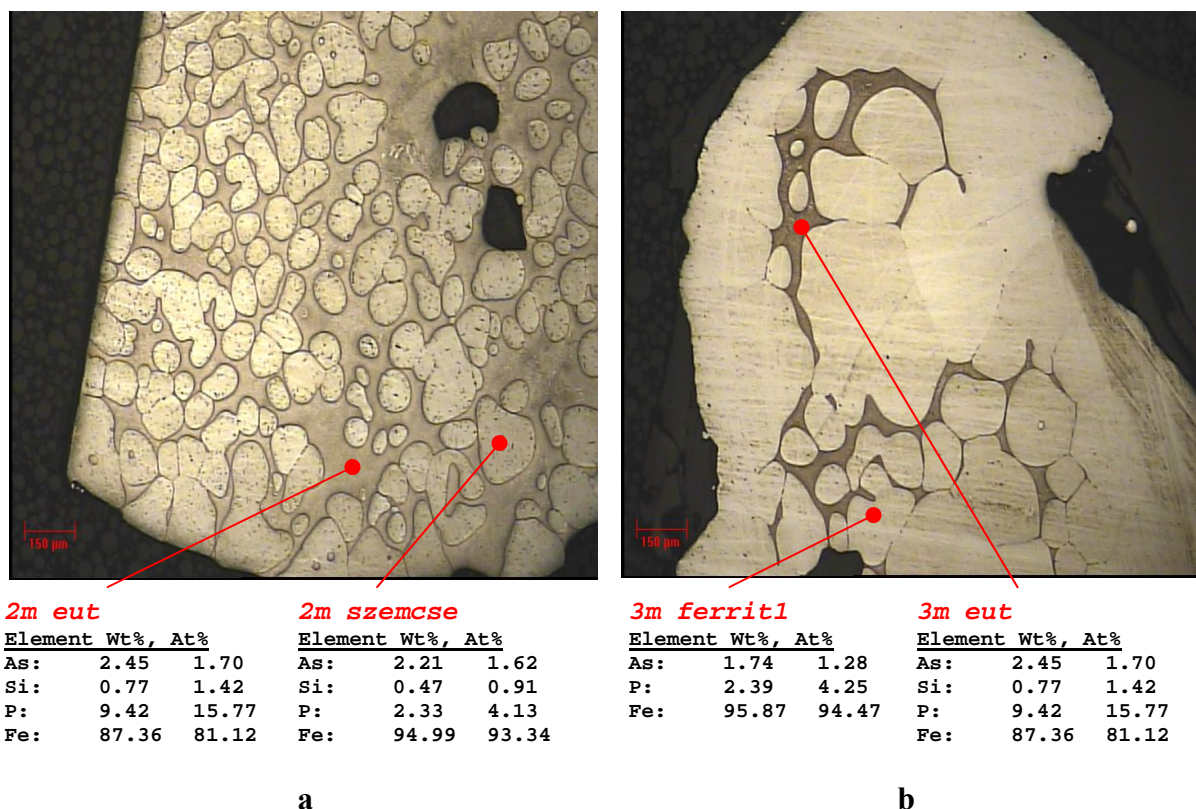 150 µm
150 µm
2m eut
Element Wt%, At%
As: 2.45 1.70
Si: 0.77 1.42
P: 9.42 15.77
Fe: 87.36 81.12
2m szemcse
Element Wt%, At%
As: 2.21 1.62
Si: 0.47 0.91
P: 2.33 4.13
Fe: 94.99 93.34
3m ferrit1
Element Wt%, At%
As: 1.74 1.28
P: 2.39 4.25
Fe: 95.87 94.47
3m eut
Element Wt%, At%
As: 2.45 1.70
Si: 0.77 1.42
P: 9.42 15.77
Fe: 87.36 81.12
a
b